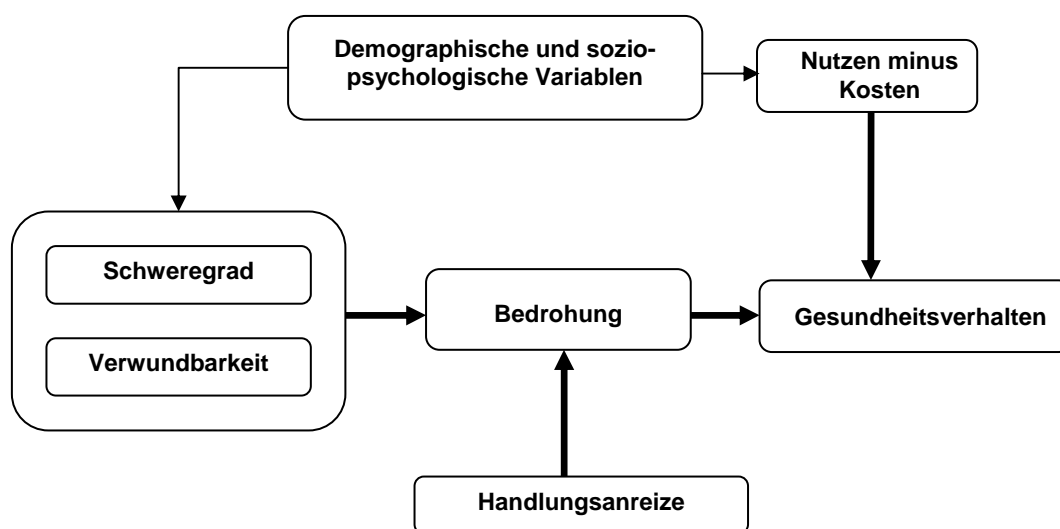 Demographische und sozio-
psychologische Variablen
Nutzen minus
Kosten
Schweregrad
Verwundbarkeit
Bedrohung
Gesundheitsverhalten
Handlungsanreize